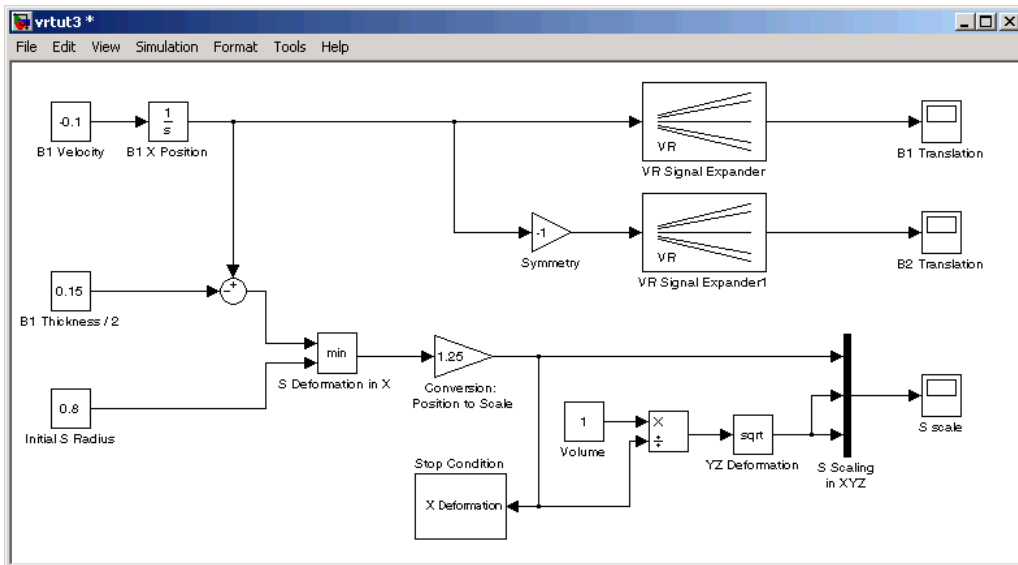 vrtut3 *
File Edit View Simulation Format Tools Help
-0.1
B1 Velocity
1
s
B1 X Position
VR
VR Signal Expander
B1 Translation
-1
Symmetry
VR
VR Signal Expander1
B2 Translation
0.15
B1 Thickness / 2
- +
min
S Deformation in X
1.25
Conversion:
Position to Scale
0.8
Initial S Radius
1
Volume
×
÷
sqrt
YZ Deformation
S Scaling
in XYZ
S scale
Stop Condition
X Deformation